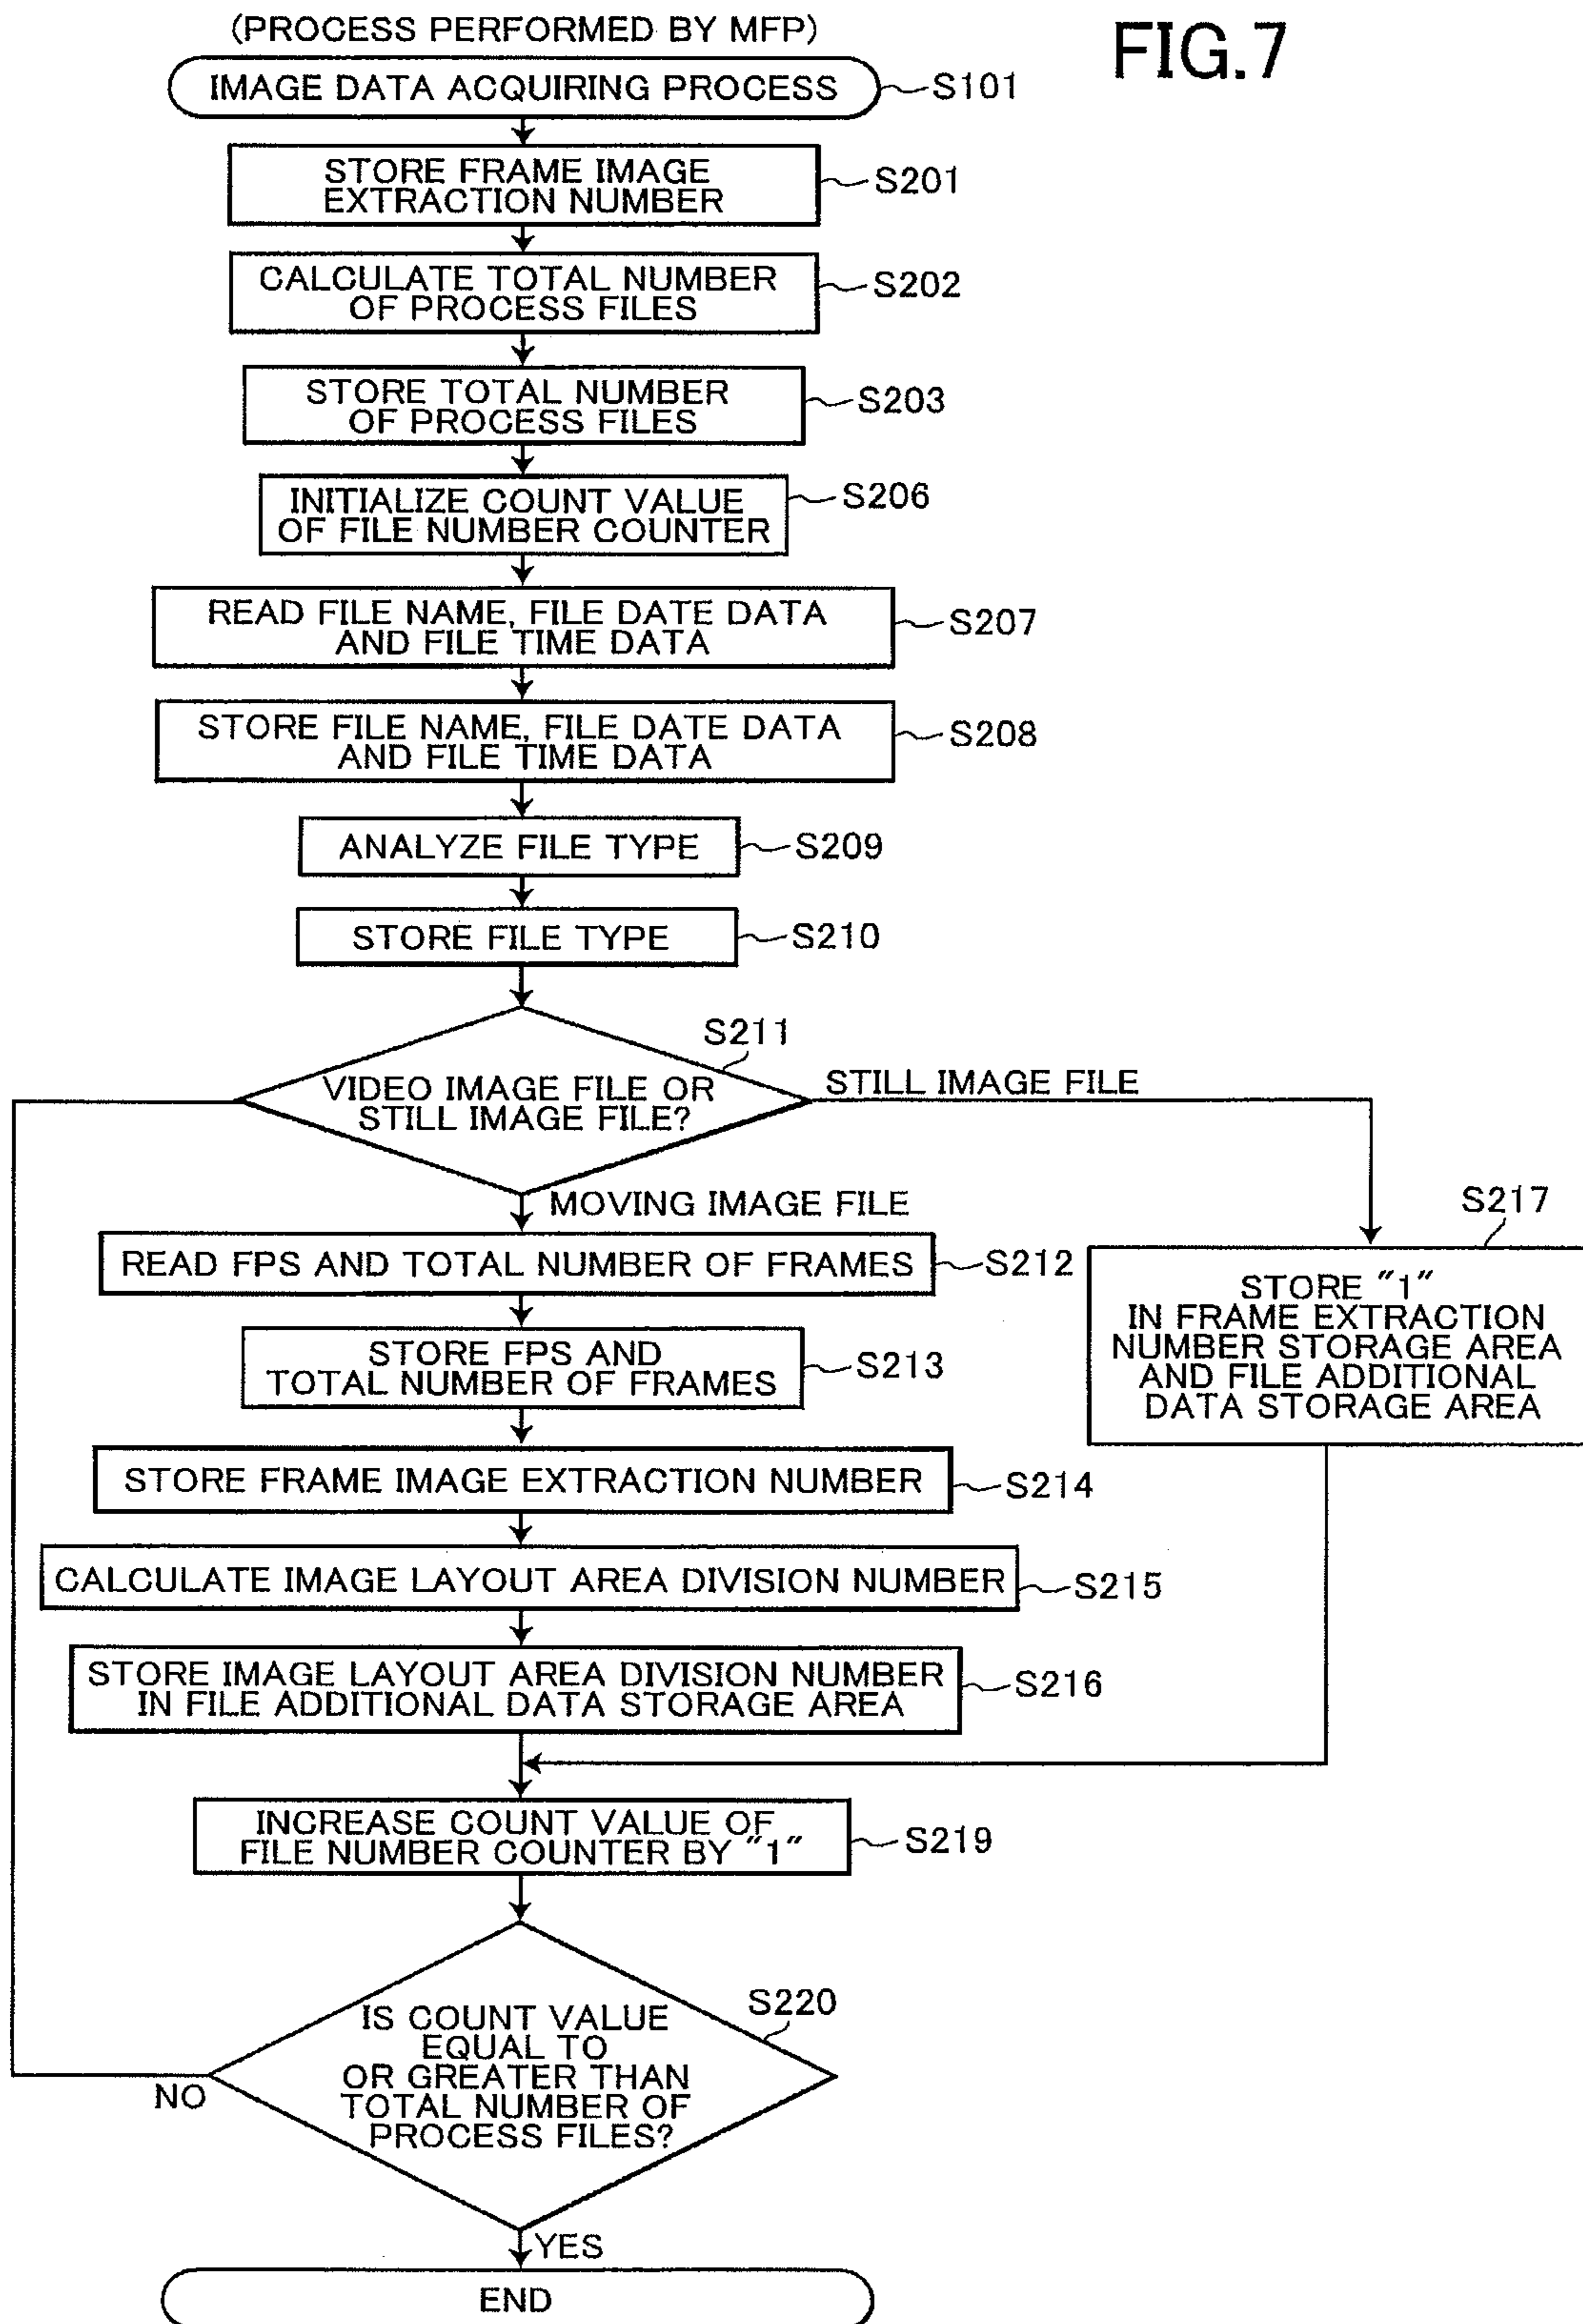 (PROCESS PERFORMED BY MFP)
FIG.7
IMAGE DATA ACQUIRING PROCESS
S101
STORE FRAME IMAGE
EXTRACTION NUMBER
S201
CALCULATE TOTAL NUMBER
OF PROCESS FILES
S202
STORE TOTAL NUMBER
OF PROCESS FILES
S203
INITIALIZE COUNT VALUE
OF FILE NUMBER COUNTER
S206
READ FILE NAME, FILE DATE DATA
AND FILE TIME DATA
S207
STORE FILE NAME, FILE DATE DATA
AND FILE TIME DATA
S208
ANALYZE FILE TYPE
S209
STORE FILE TYPE
S210
S211
VIDEO IMAGE FILE OR
STILL IMAGE FILE?
STILL IMAGE FILE
MOVING IMAGE FILE
READ FPS AND TOTAL NUMBER OF FRAMES
S212
S217
STORE "1"
IN FRAME EXTRACTION
NUMBER STORAGE AREA
AND FILE ADDITIONAL
DATA STORAGE AREA
STORE FPS AND
TOTAL NUMBER OF FRAMES
S213
STORE FRAME IMAGE EXTRACTION NUMBER
S214
CALCULATE IMAGE LAYOUT AREA DIVISION NUMBER
S215
STORE IMAGE LAYOUT AREA DIVISION NUMBER
IN FILE ADDITIONAL DATA STORAGE AREA
S216
INCREASE COUNT VALUE OF
FILE NUMBER COUNTER BY "1"
S219
S220
IS COUNT VALUE
EQUAL TO
OR GREATER THAN
TOTAL NUMBER OF
PROCESS FILES?
NO
YES
END